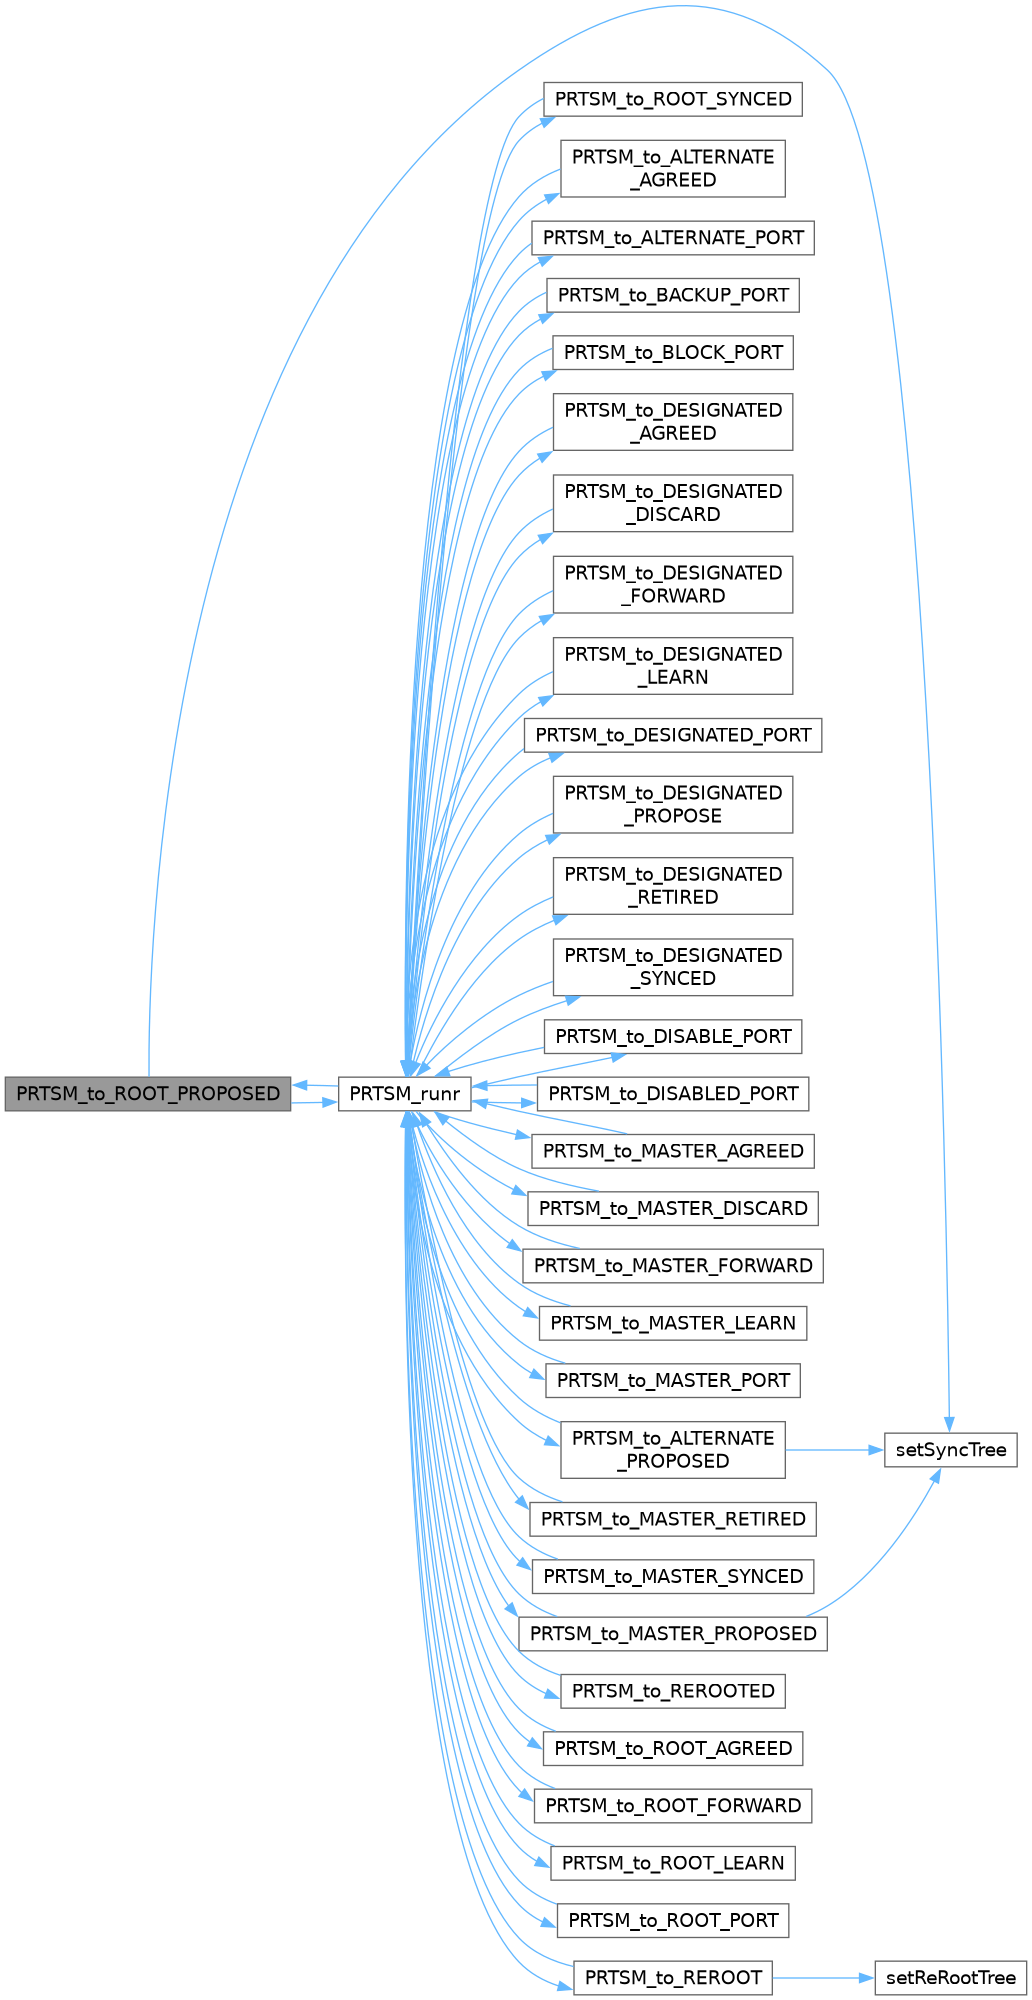 PRTSM_to_ROOT_SYNCED
PRTSM_to_ALTERNATE
_AGREED
PRTSM_to_ALTERNATE_PORT
PRTSM_to_BACKUP_PORT
PRTSM_to_BLOCK_PORT
PRTSM_to_DESIGNATED
_AGREED
PRTSM_to_DESIGNATED
_DISCARD
PRTSM_to_DESIGNATED
_FORWARD
PRTSM_to_DESIGNATED
_LEARN
PRTSM_to_DESIGNATED_PORT
PRTSM_to_DESIGNATED
_PROPOSE
PRTSM_to_DESIGNATED
_RETIRED
PRTSM_to_DESIGNATED
_SYNCED
PRTSM_to_DISABLE_PORT
PRTSM_to_ROOT_PROPOSED
PRTSM_runr
PRTSM_to_DISABLED_PORT
PRTSM_to_MASTER_AGREED
PRTSM_to_MASTER_DISCARD
PRTSM_to_MASTER_FORWARD
PRTSM_to_MASTER_LEARN
PRTSM_to_MASTER_PORT
PRTSM_to_ALTERNATE
_PROPOSED
setSyncTree
PRTSM_to_MASTER_RETIRED
PRTSM_to_MASTER_SYNCED
PRTSM_to_MASTER_PROPOSED
PRTSM_to_REROOTED
PRTSM_to_ROOT_AGREED
PRTSM_to_ROOT_FORWARD
PRTSM_to_ROOT_LEARN
PRTSM_to_ROOT_PORT
PRTSM_to_REROOT
setReRootTree